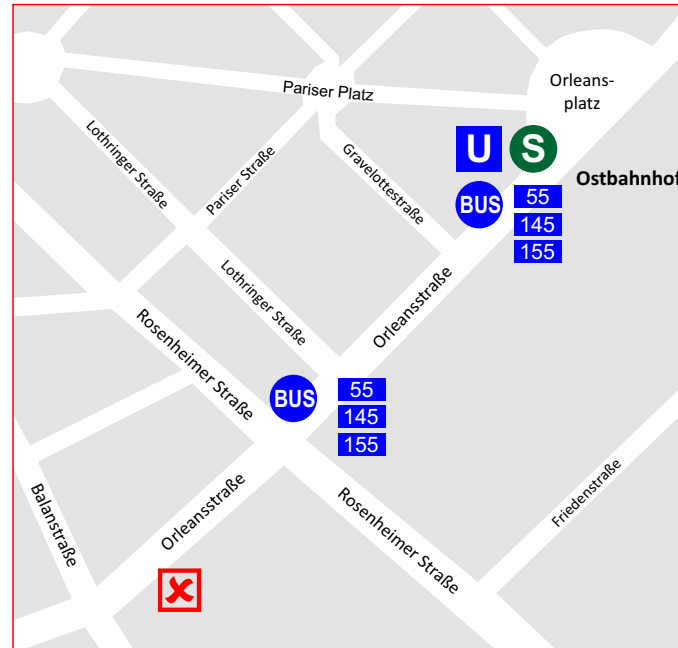 Pariser Platz
Orleans-
platz
Lothringer Straße
Pariser Straße
Gravelottestraße
U
S
Ostbahnhof
BUS
55
145
155
Lothringer Straße
Orleansstraße
Rosenheimer Straße
BUS
55
145
155
Balanstraße
Orleansstraße
Rosenheimer Straße
Friedenstraße